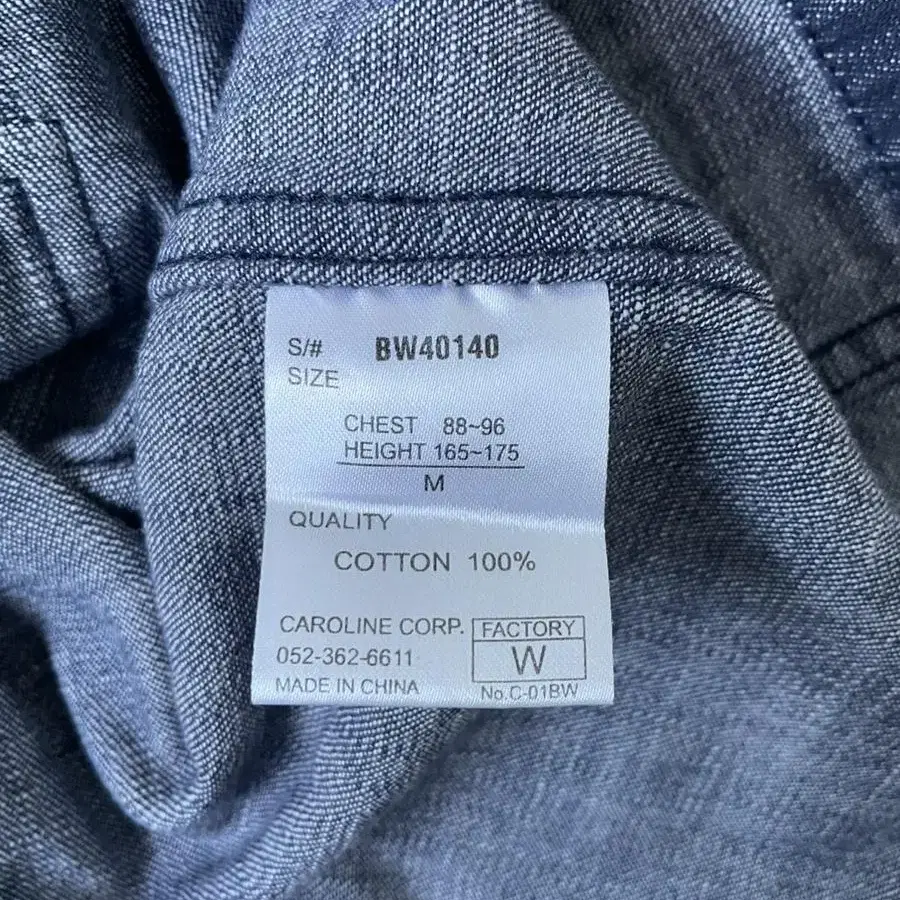 S/# BW40140
SIZE
CHEST 88~96
HEIGHT 165~175
M
QUALITY
COTTON 100%
CAROLINE CORP.
052-362-6611
MADE IN CHINA
FACTORY
W
No.C-01BW